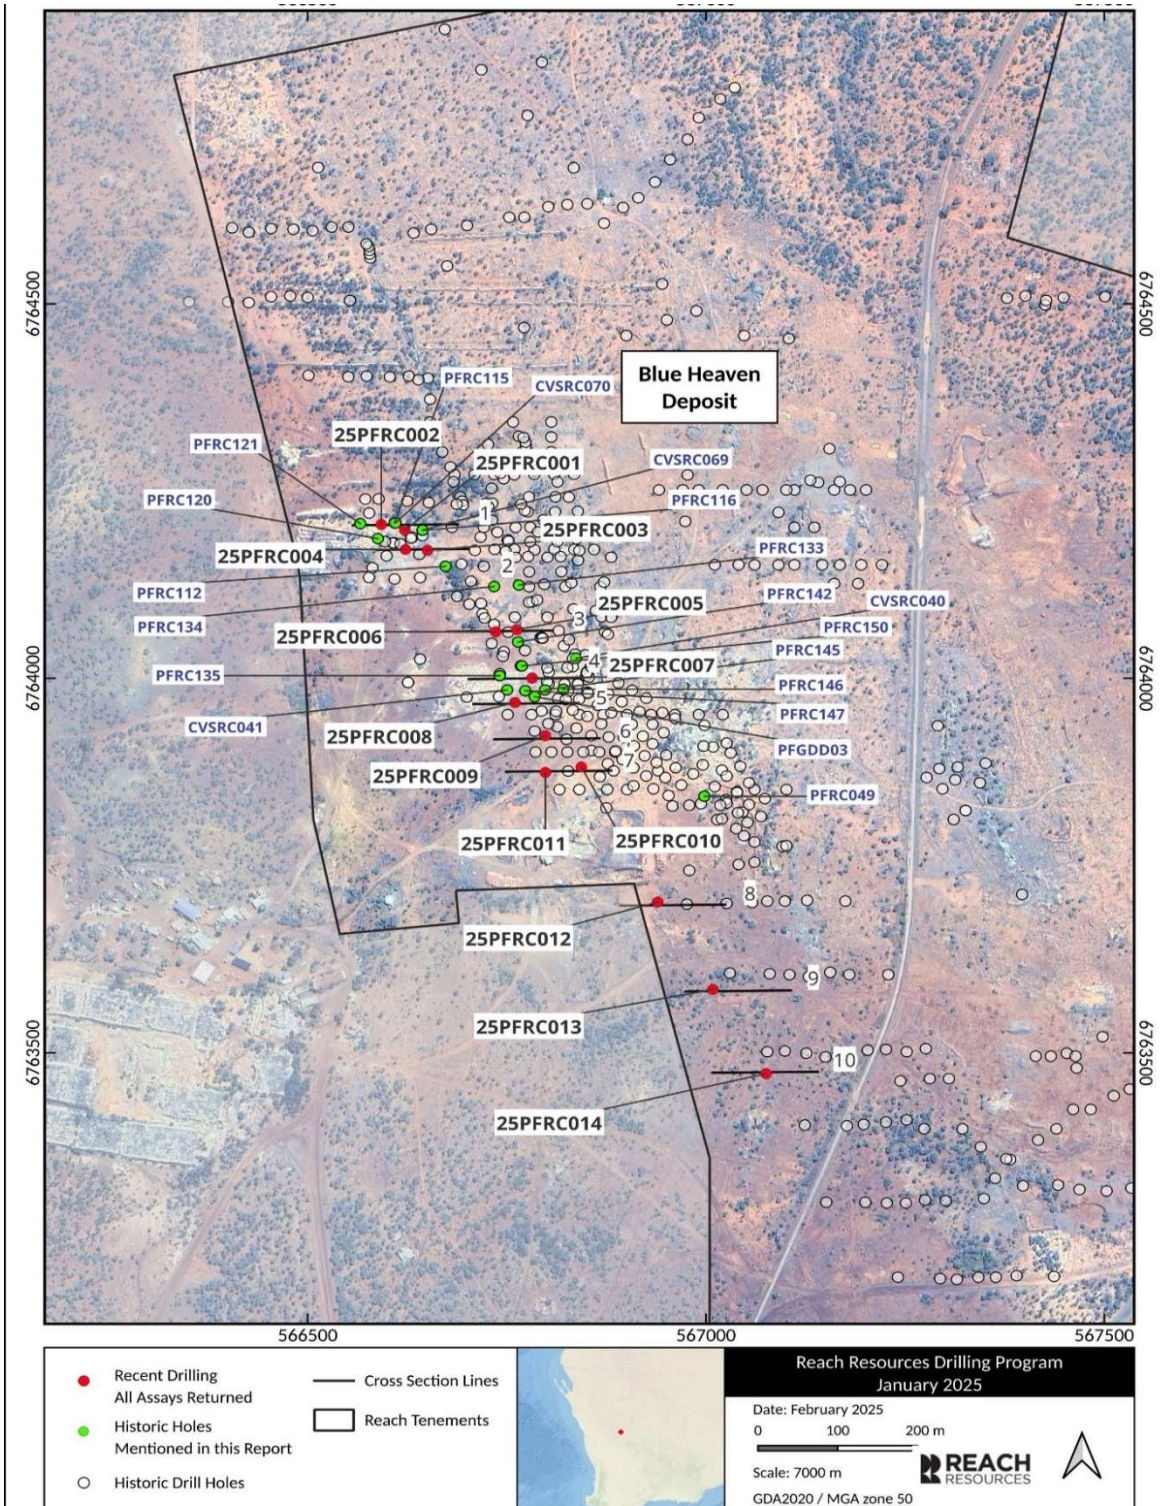 6764500
6764500
Blue Heaven
Deposit
PFRC115
CVSRC070
25PFRC002
PFRC121
25PFRC001
CVSRC069
PFRC120
PFRC116
1
25PFRC003
25PFRC004
PFRC133
2
PFRC112
PFRC142
25PFRC005
CVSRC040
3
PFRC134
PFRC150
25PFRC006
PFRC145
4
25PFRC007
PFRC135
PFRC146
5
6764000
6764000
PFRC147
CVSRC041
25PFRC008
6
PFGDD03
7
25PFRC009
PFRC049
25PFRC011
25PFRC010
8
25PFRC012
9
25PFRC013
6763500
6763500
10
25PFRC014
566500
567000
567500
Recent Drilling
All Assays Returned
Historic Holes
Mentioned in this Report
Historic Drill Holes
Cross Section Lines
Reach Tenements
Reach Resources Drilling Program
January 2025
Date: February 2025
0 100 200 m
Scale: 7000 m
GDA2020 / MGA zone 50
REACH
RESOURCES